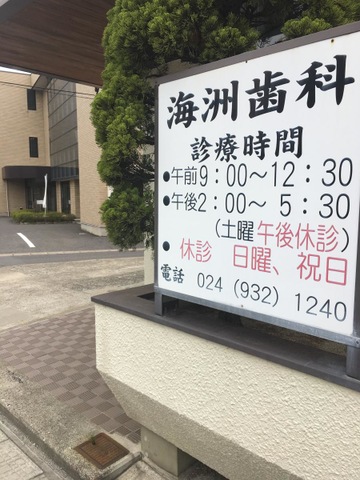 海洲歯科
診療時間
●午前9：00〜12：30
●午後2：00〜 5：30
(土曜午後休診)
●休診 日曜、祝日
電話 024 (932) 1240